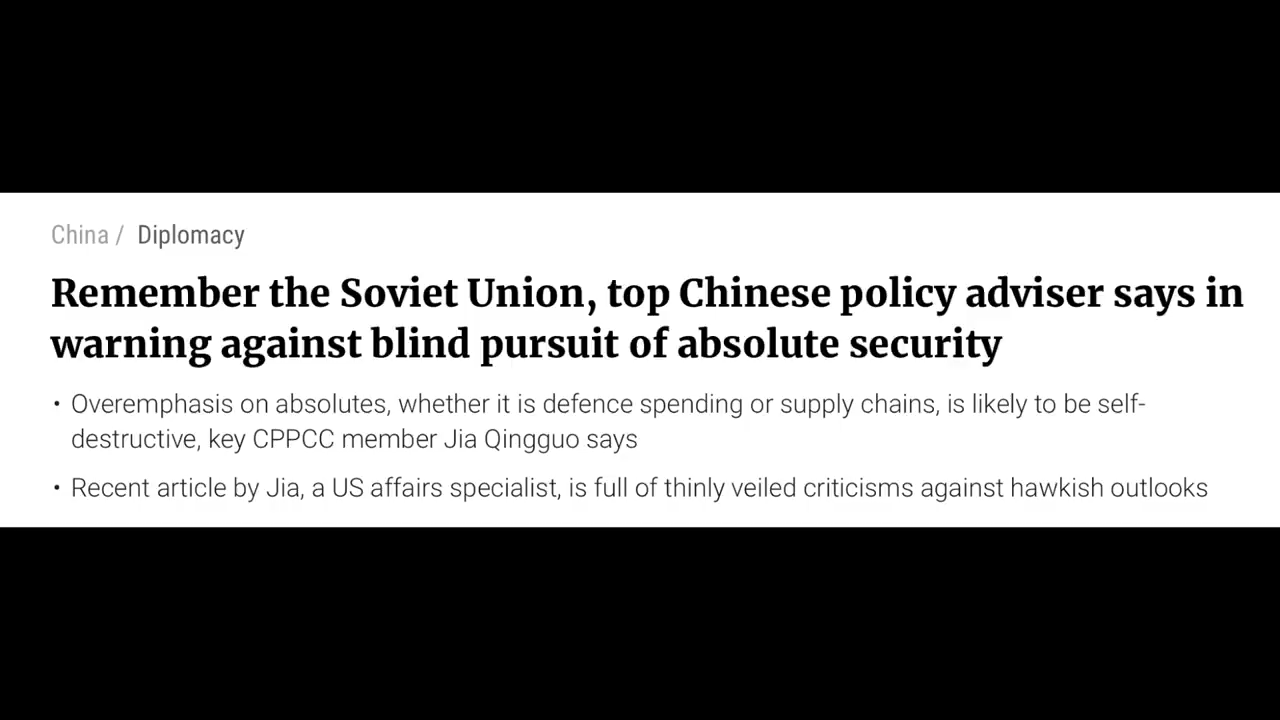 China / Diplomacy
Remember the Soviet Union, top Chinese policy adviser says in
warning against blind pursuit of absolute security
• Overemphasis on absolutes, whether it is defence spending or supply chains, is likely to be self-
destructive, key CPPCC member Jia Qingguo says
• Recent article by Jia, a US affairs specialist, is full of thinly veiled criticisms against hawkish outlooks